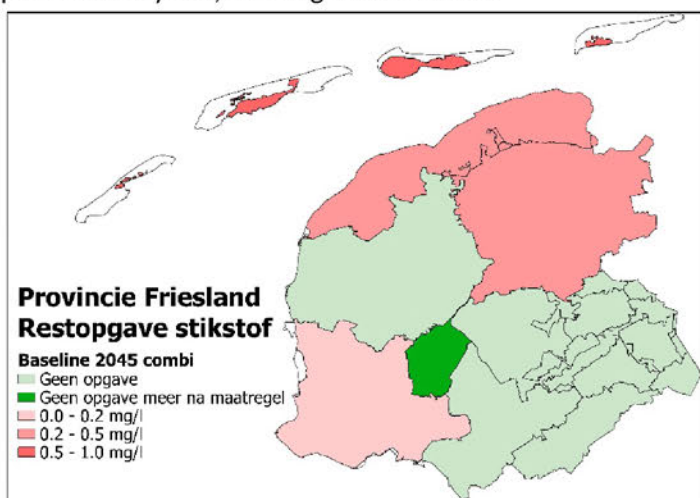 Provincie Friesland
Restopgave stikstof
Baseline 2045 combi
Geen opgave
Geen opgave meer na maatregel
0.0 - 0.2 mg/l
0.2 - 0.5 mg/l
0.5 - 1.0 mg/l